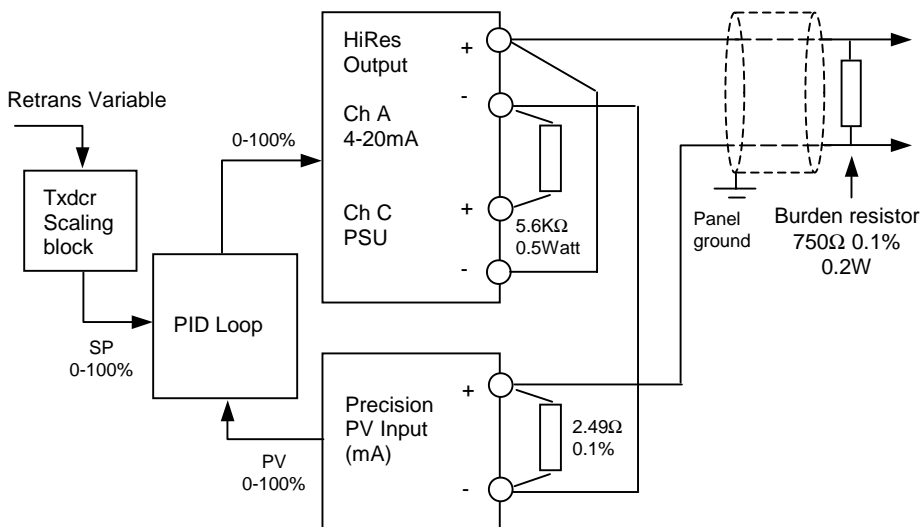 Retrans Variable
Txdcr
Scaling
block
SP
0-100%
PID Loop
0-100%
PV
0-100%
HiRes
Output
+
-
Ch A
4-20mA
Ch C
PSU
+
-
5.6KΩ
0.5Watt
Precision
PV Input
(mA)
+
-
2.49Ω
0.1%
Panel
ground
Burden resistor
750Ω 0.1%
0.2W